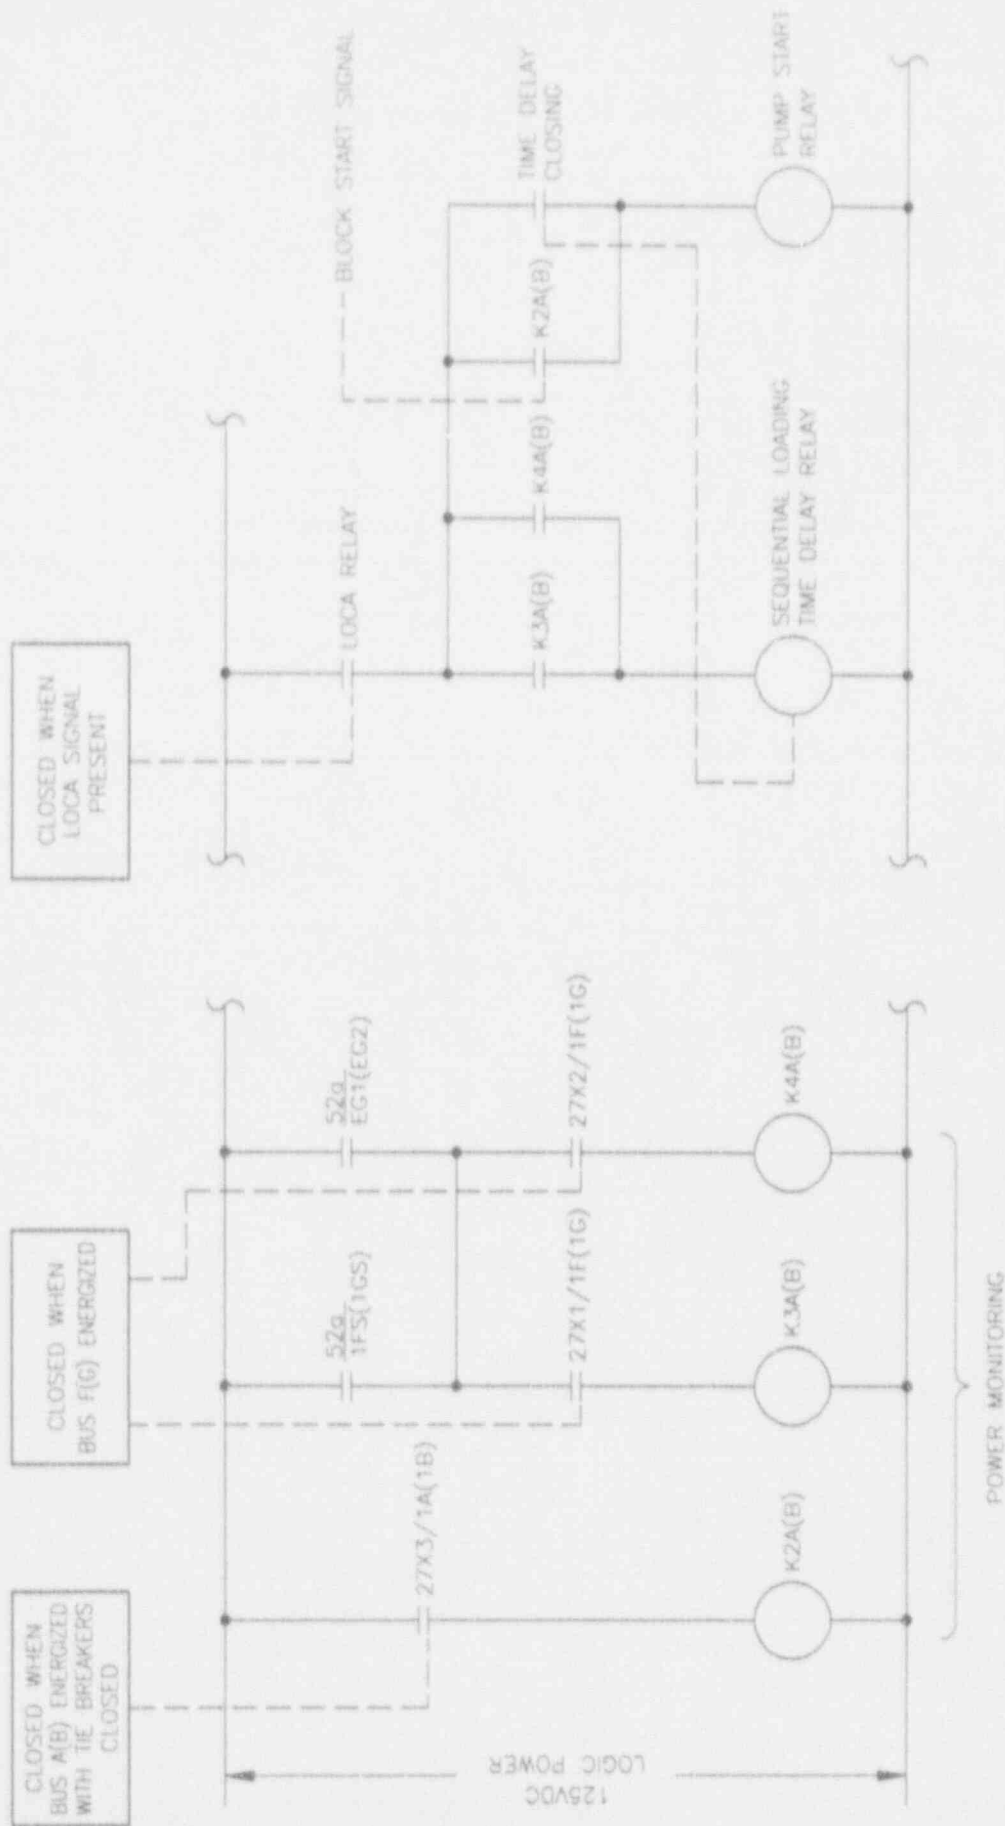 CLOSED WHEN
BUS A(B) ENERGIZED
WITH TIE BREAKERS
CLOSED
CLOSED WHEN
BUS F(G) ENERGIZED
CLOSED WHEN
LOCA SIGNAL
PRESENT
125VDC
LOGIC POWER
27X3/1A(1B)
52a
1FS(1GS)
52a
EG1(EG2)
27X1/1F(1G)
27X2/1F(1G)
K2A(B)
K3A(B)
K4A(B)
POWER MONITORING
LOCA RELAY
BLOCK START SIGNAL
K3A(B)
K4A(B)
K2A(B)
TIME DELAY
CLOSING
SEQUENTIAL LOADING
TIME DELAY RELAY
PUMP START
RELAY